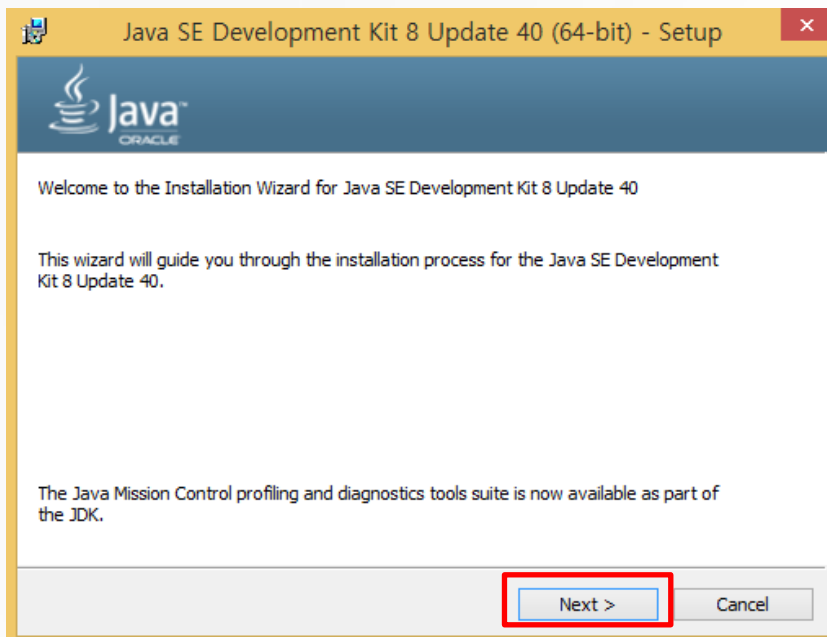 Java SE Development Kit 8 Update 40 (64-bit) - Setup
Java™
ORACLE
Welcome to the Installation Wizard for Java SE Development Kit 8 Update 40
This wizard will guide you through the installation process for the Java SE Development
Kit 8 Update 40.
The Java Mission Control profiling and diagnostics tools suite is now available as part of
the JDK.
Next > Cancel